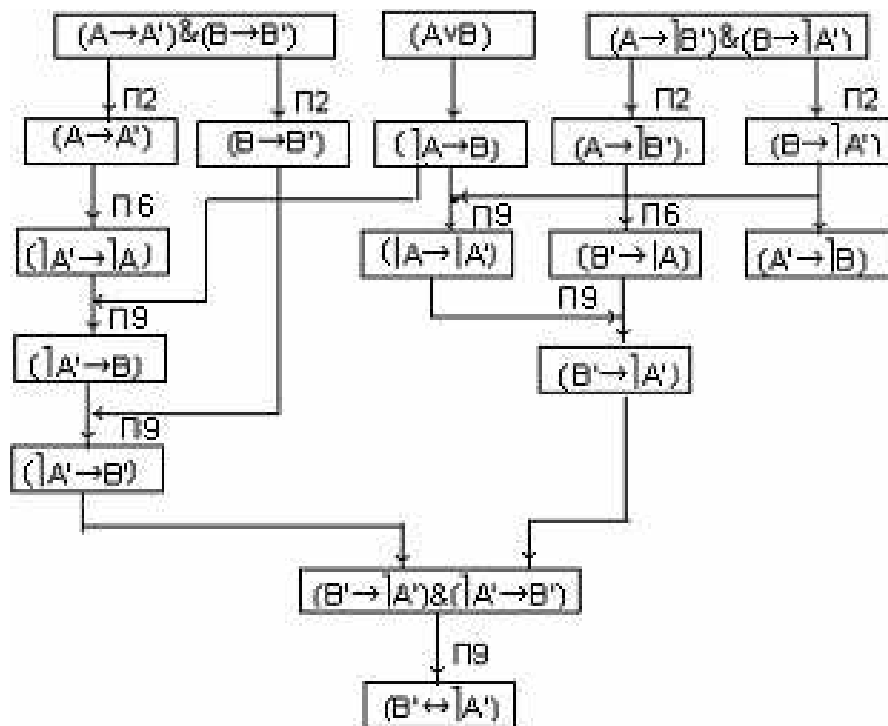 (A→A')&(B→B') (AvB) (A→⌉B')&(B→⌉A')
П2 П2 П2 П2
(A→A') (B→B') (⌉A→B) (A→⌉B'). (B→⌉A')
П6 П9 П6
(⌉A'→⌉A) (|A→|A') (B'→|A) (A'→⌉B)
П9 П9
(⌉A'→B) (B'→⌉A')
П9
(⌉A'→B')
(B'→⌉A')&(⌉A'→B')
П9
(B'↔⌉A')